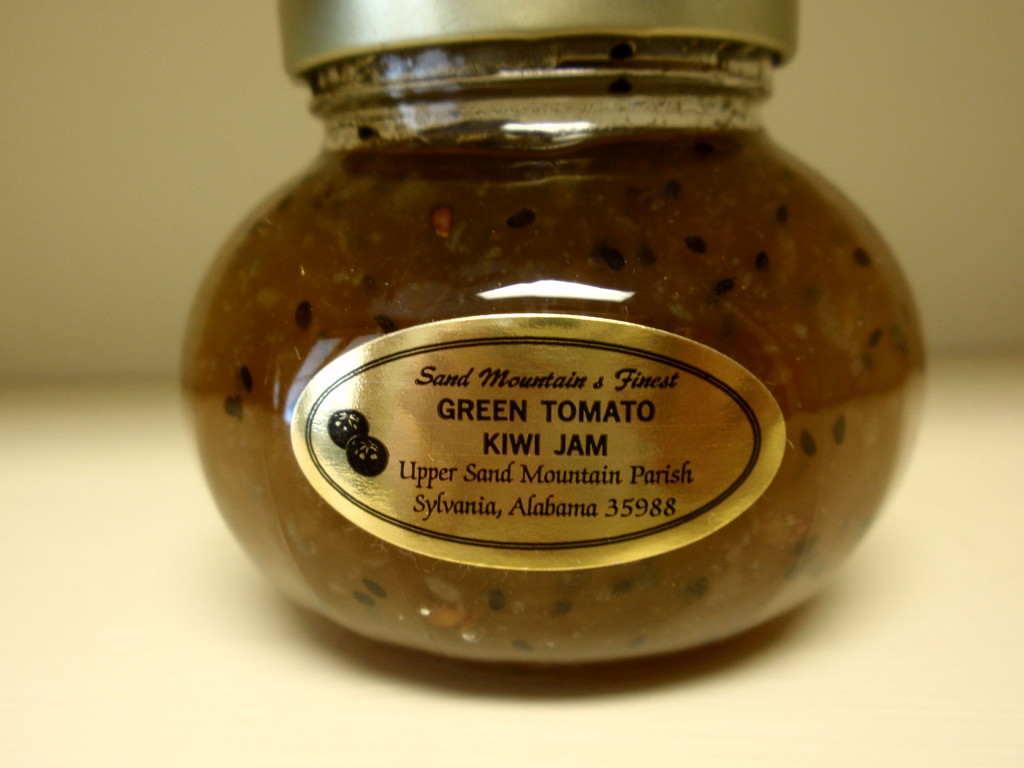 Sand Mountain s Finest
GREEN TOMATO
KIWI JAM
Upper Sand Mountain Parish
Sylvania, Alabama 35988